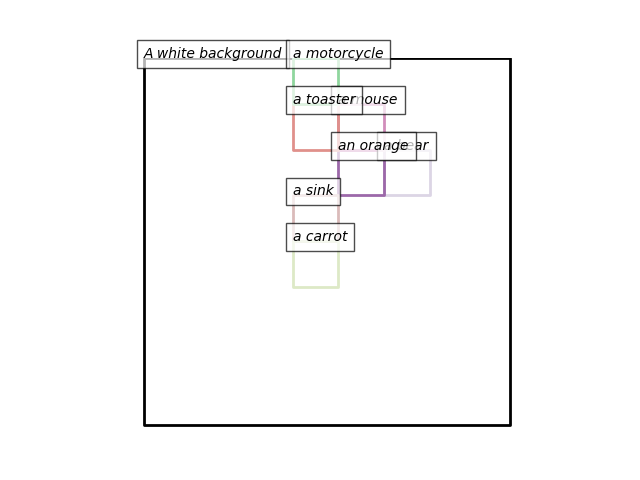 A white background
a motorcycle
a toaster
mouse
an orange
ear
a sink
a carrot